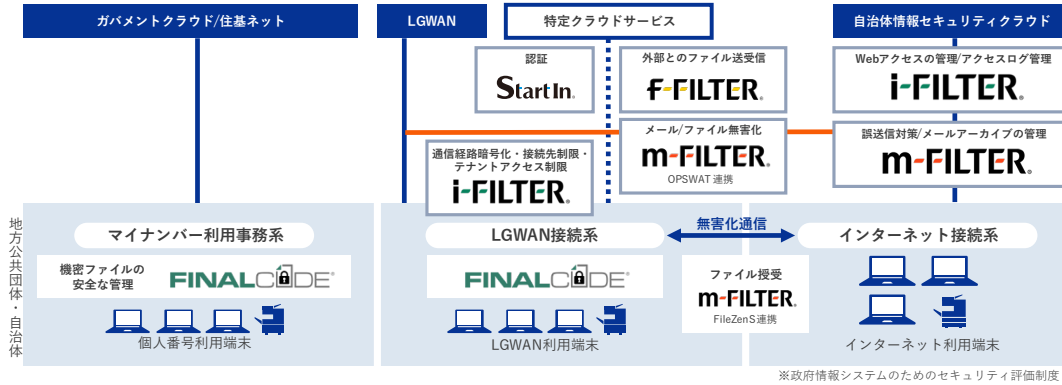 ガバメントクラウド/住基ネット
LGWAN
特定クラウドサービス
自治体情報セキュリティクラウド
認証
StartIn®
外部とのファイル送受信
f-FILTER®
Webアクセスの管理/アクセスログ管理
i-FILTER®
メール/ファイル無害化
m-FILTER®
OPSWAT 連携
誤送信対策/メールアーカイブの管理
m-FILTER®
通信経路暗号化・接続先制限・
テナントアクセス制限
i-FILTER®
地方公共団体・自治体
マイナンバー利用事務系
機密ファイルの
安全な管理
FINALCODE®
個人番号利用端末
LGWAN接続系
FINALCODE®
LGWAN利用端末
無害化通信
ファイル授受
m-FILTER®
FileZenS連携
インターネット接続系
インターネット利用端末
※政府情報システムのためのセキュリティ評価制度